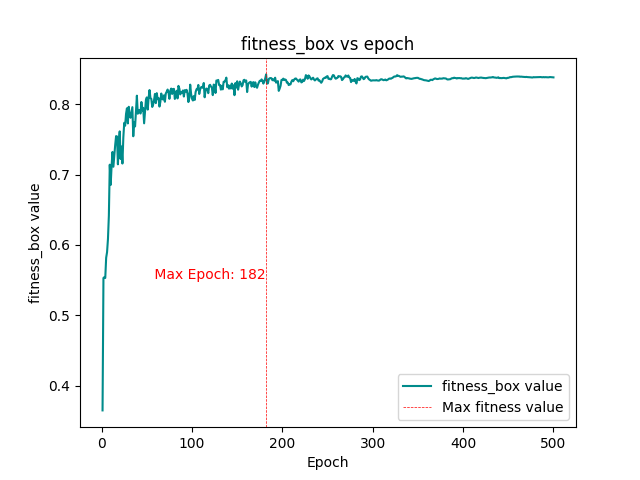 fitness_box vs epoch
fitness_box value
0.8
0.7
0.6
0.5
0.4
Max Epoch: 182
fitness_box value
Max fitness value
0
100
200
300
400
500
Epoch